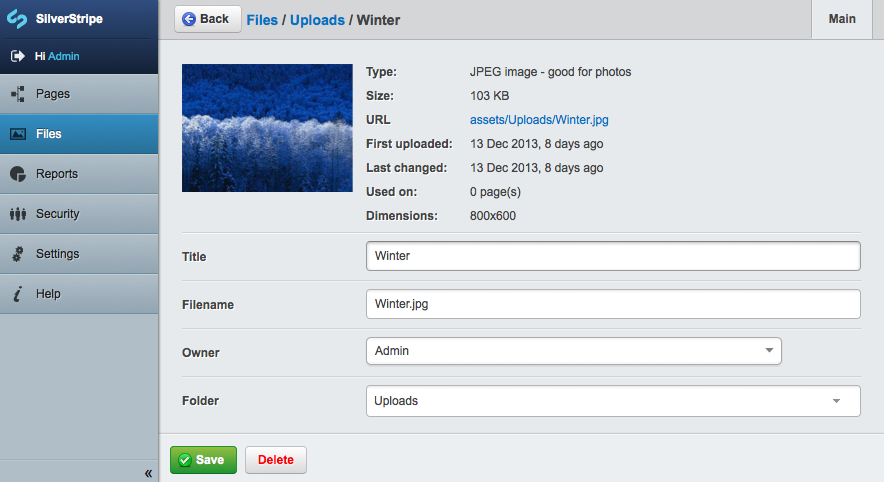 SilverStripe
Hi Admin
Pages
Files
Reports
Security
Settings
Help
«
Back Files / Uploads / Winter Main
Type: JPEG image - good for photos
Size: 103 KB
URL assets/Uploads/Winter.jpg
First uploaded: 13 Dec 2013, 8 days ago
Last changed: 13 Dec 2013, 8 days ago
Used on: 0 page(s)
Dimensions: 800x600
Title Winter
Filename Winter.jpg
Owner Admin
Folder Uploads
Save Delete